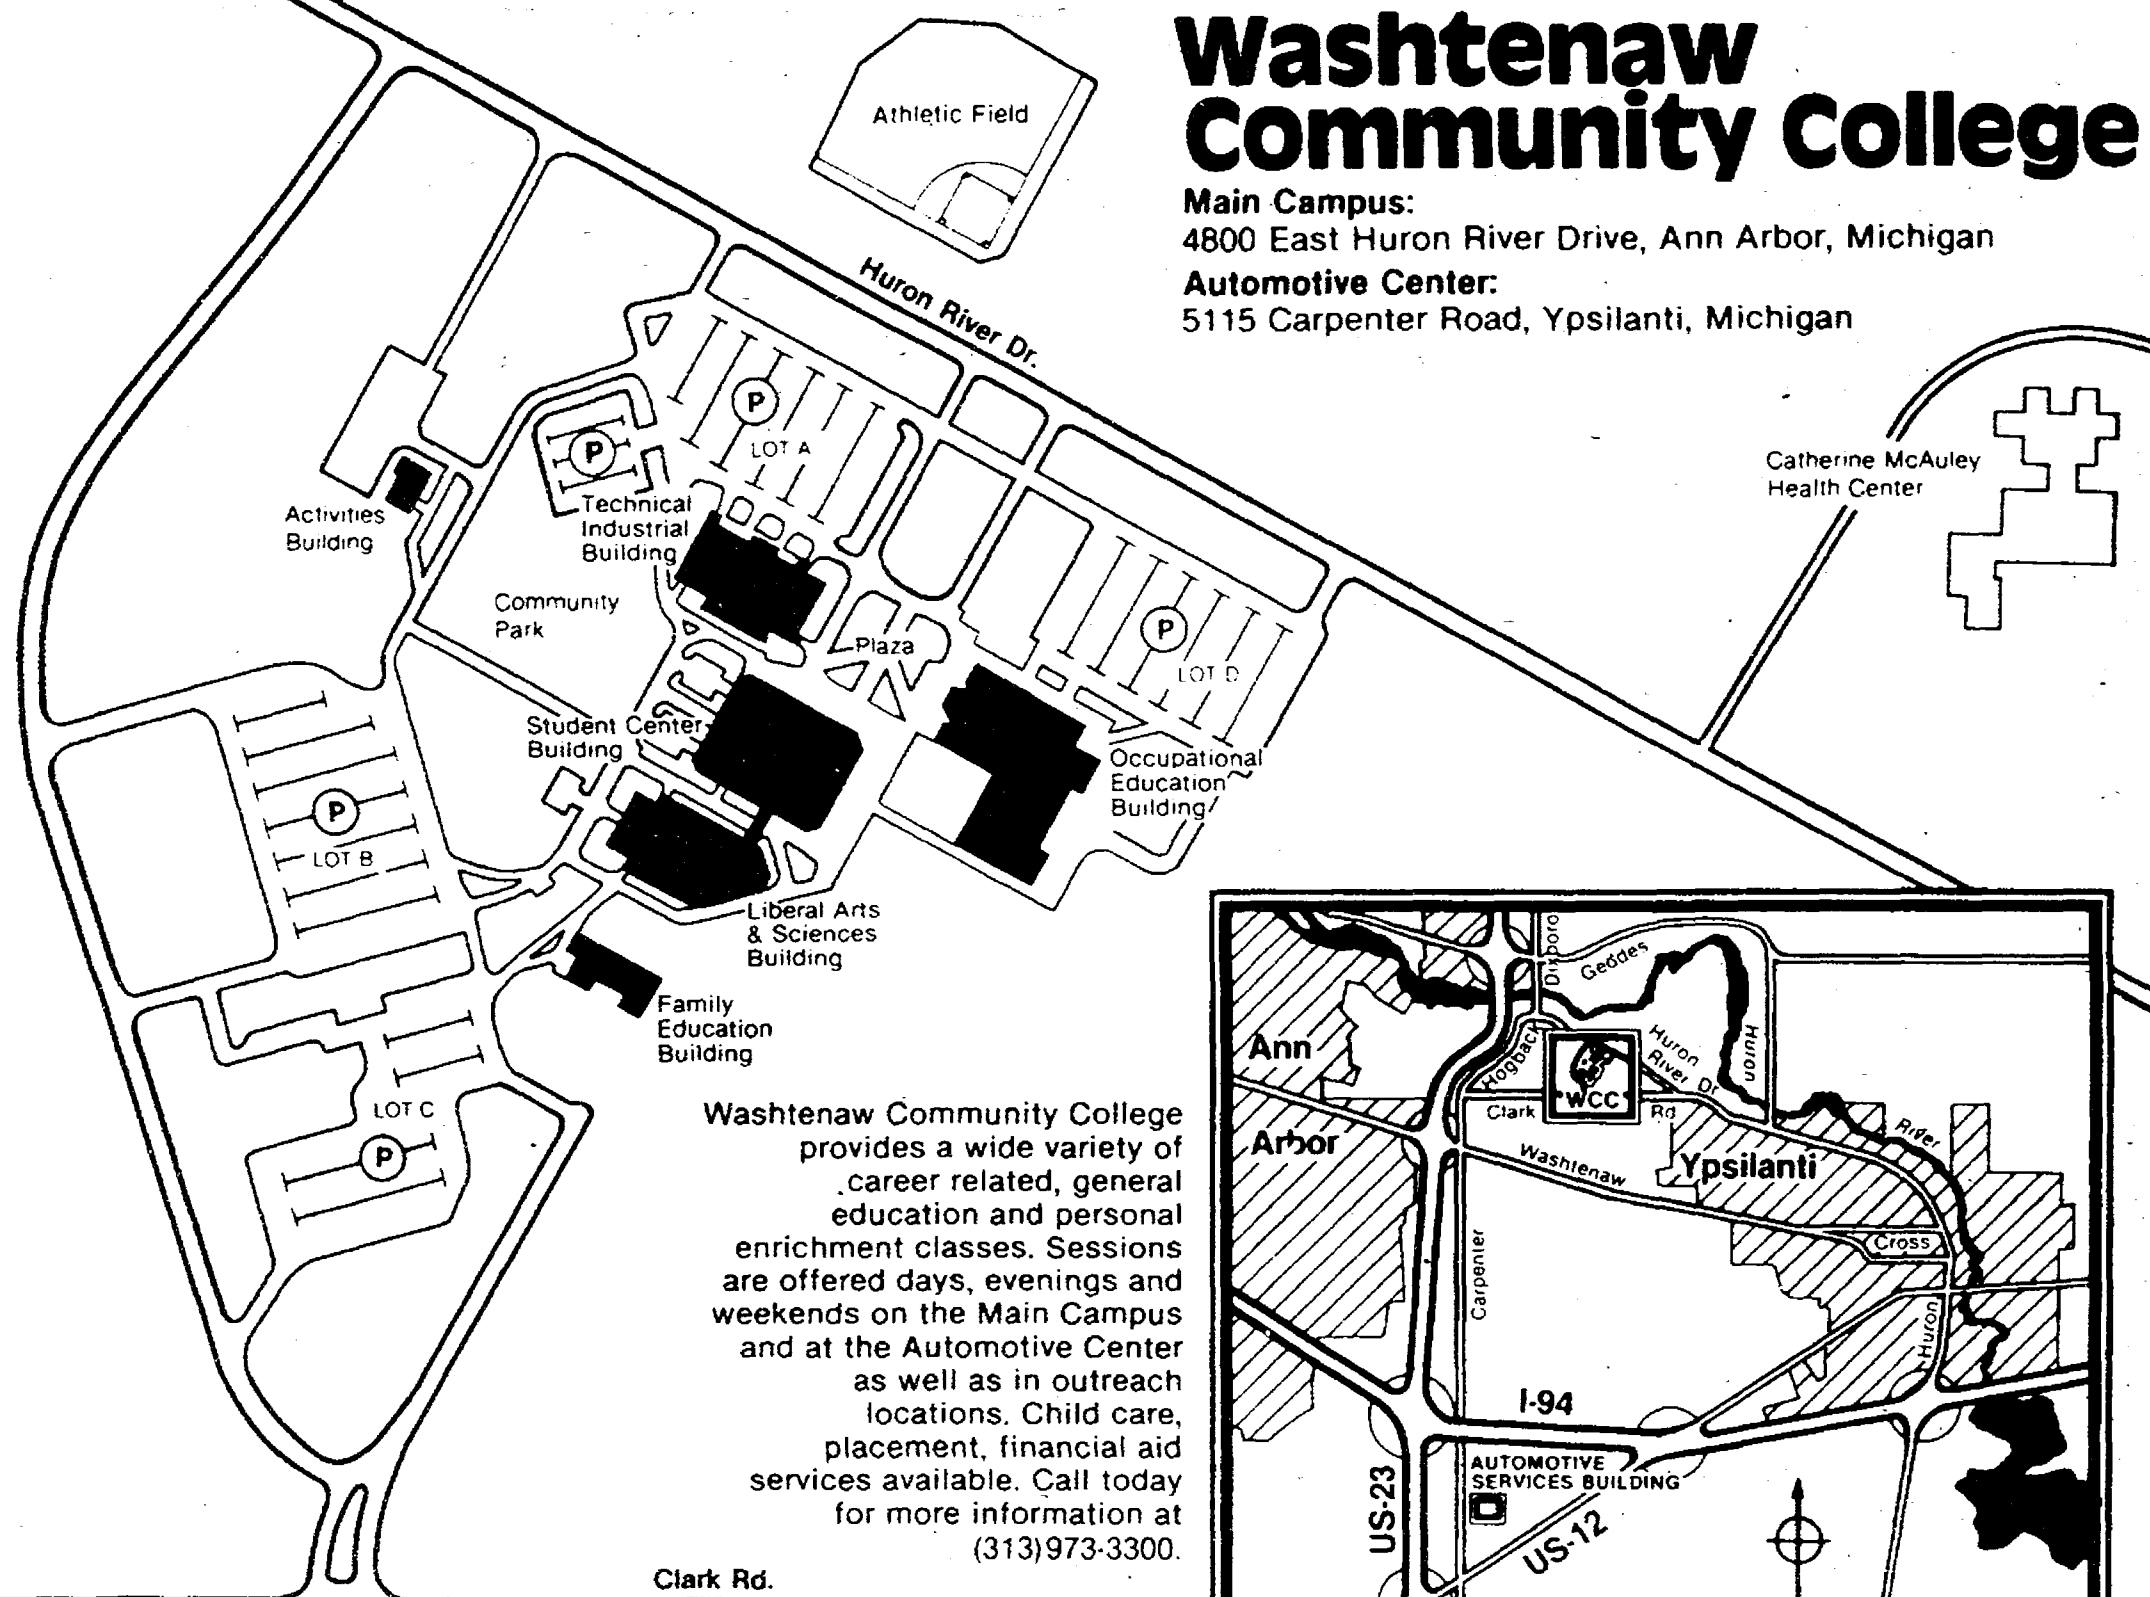 Washtenaw
Community College
Main Campus:
4800 East Huron River Drive, Ann Arbor, Michigan
Automotive Center:
5115 Carpenter Road, Ypsilanti, Michigan
Athletic Field
Huron River Dr.
Catherine McAuley
Health Center
P
LOT A
P
Technical
Industrial
Building
Activities
Building
Community
Park
Plaza
P
LOT D
Student Center
Building
Occupational
Education
Building
P
LOT B
Liberal Arts
& Sciences
Building
Family
Education
Building
LOT C
P
Washtenaw Community College
provides a wide variety of
career related, general
education and personal
enrichment classes. Sessions
are offered days, evenings and
weekends on the Main Campus
and at the Automotive Center
as well as in outreach
locations. Child care,
placement, financial aid
services available. Call today
for more information at
(313)973-3300.
Clark Rd.
Dixboro
Geddes
Huron
Ann
Arbor
Hogback
Huron
River Dr
WCC
Clark
Rd
River
Washtenaw
Ypsilanti
Cross
Carpenter
Huron
I-94
US-23
AUTOMOTIVE
SERVICES BUILDING
US-12